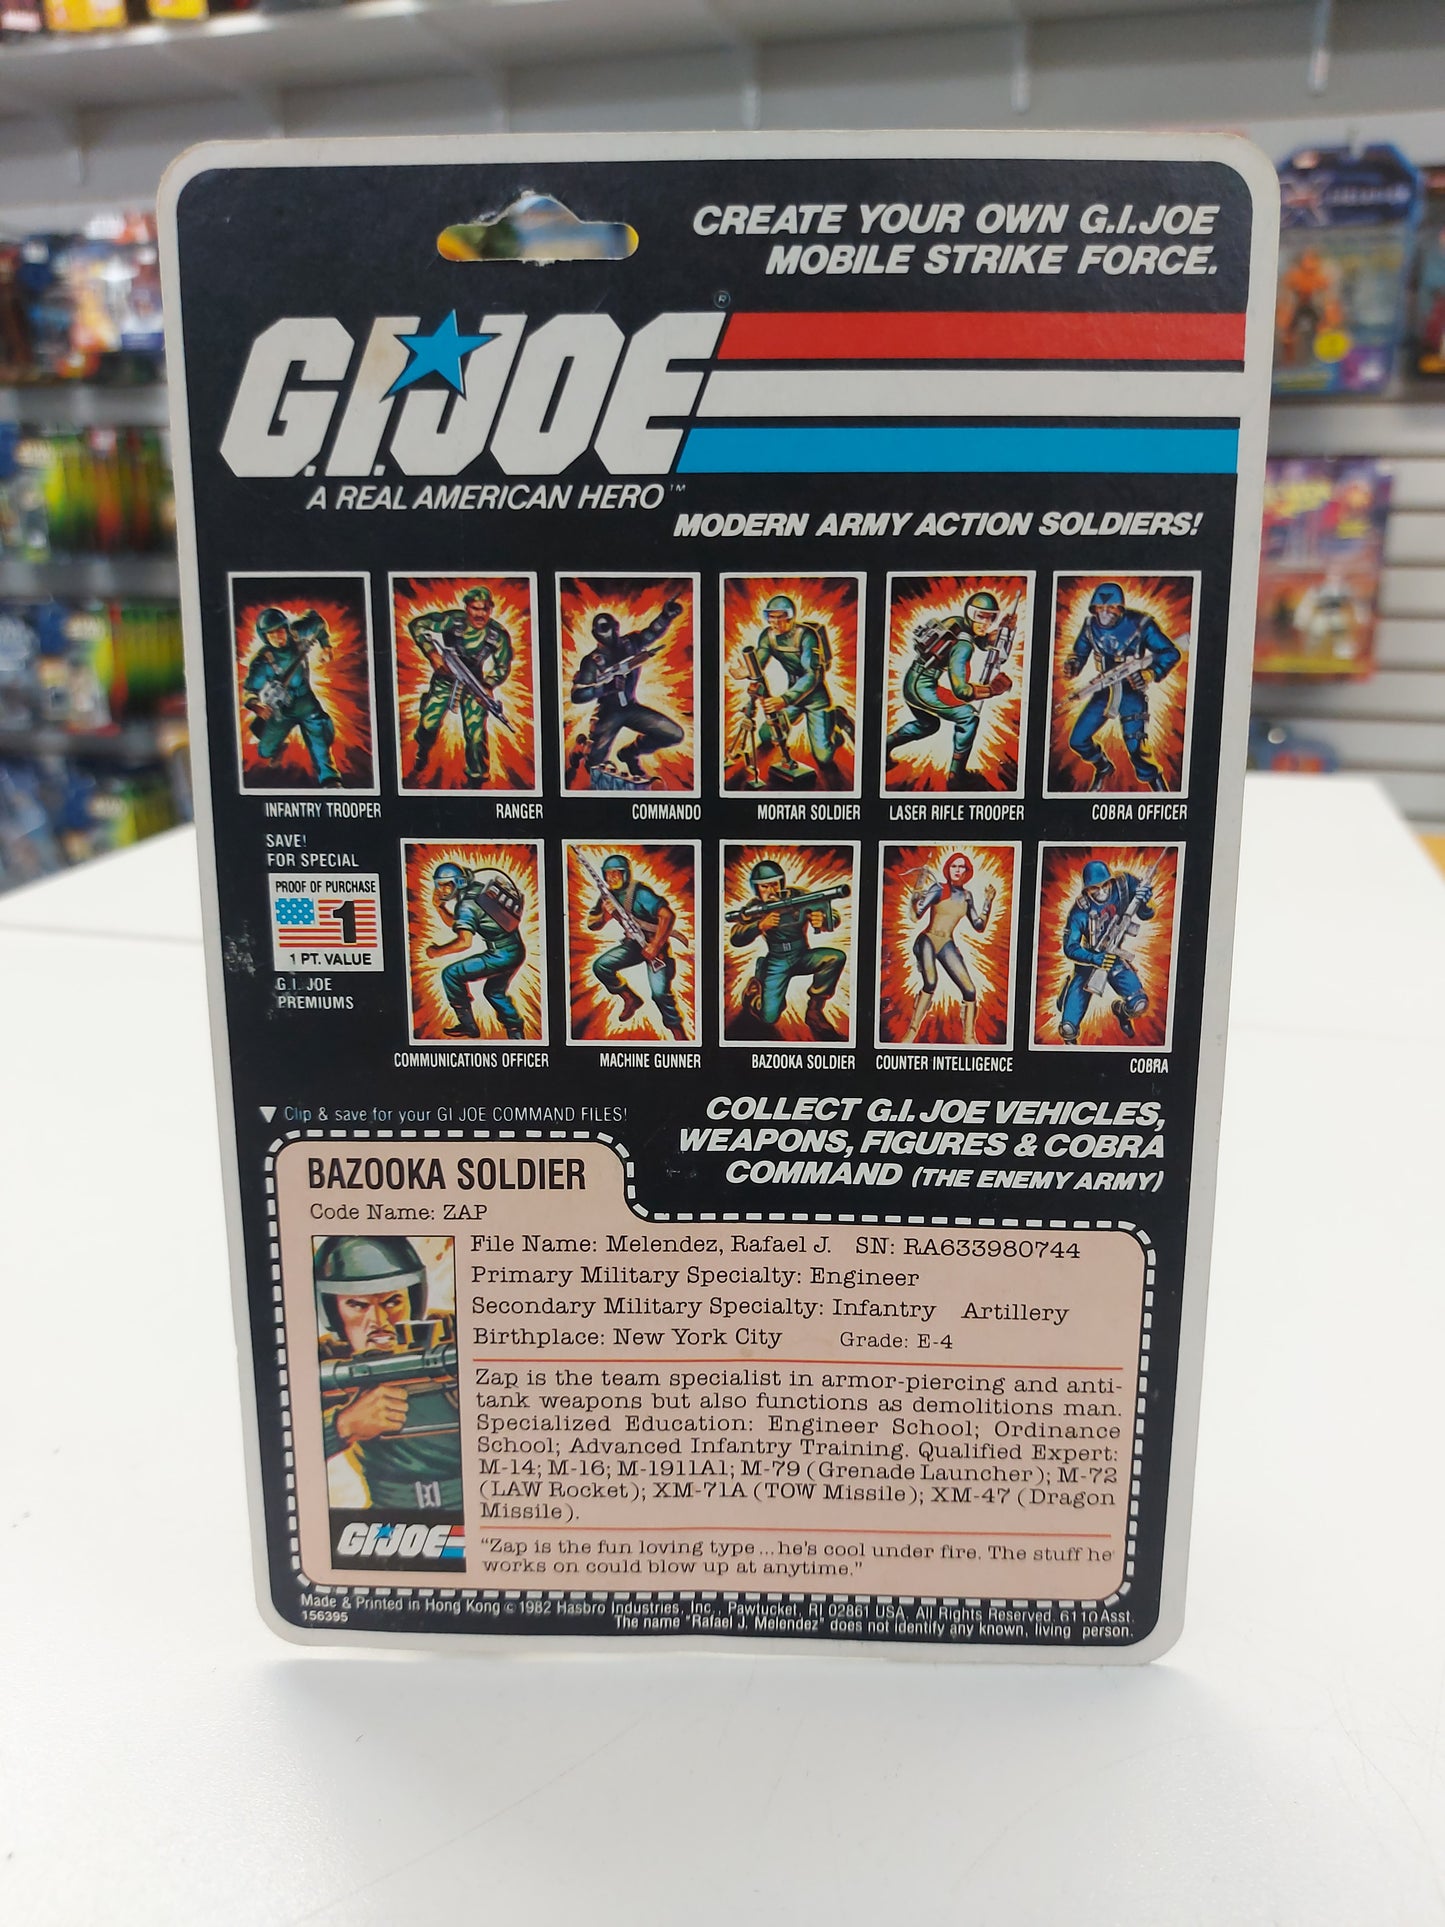 CREATE YOUR OWN G.I.JOE
MOBILE STRIKE FORCE.
G.I.JOE®
A REAL AMERICAN HERO™
MODERN ARMY ACTION SOLDIERS!
INFANTRY TROOPER
RANGER
COMMANDO
MORTAR SOLDIER
LASER RIFLE TROOPER
COBRA OFFICER
SAVE!
FOR SPECIAL
PROOF OF PURCHASE
1
1 PT. VALUE
G.I. JOE
PREMIUMS
COMMUNICATIONS OFFICER
MACHINE GUNNER
BAZOOKA SOLDIER
COUNTER INTELLIGENCE
COBRA
▼ Clip & save for your GI JOE COMMAND FILES!
COLLECT G.I. JOE VEHICLES,
WEAPONS, FIGURES & COBRA
COMMAND (THE ENEMY ARMY)
BAZOOKA SOLDIER
Code Name: ZAP
File Name: Melendez, Rafael J. SN: RA633980744
Primary Military Specialty: Engineer
Secondary Military Specialty: Infantry Artillery
Birthplace: New York City Grade: E-4
Zap is the team specialist in armor-piercing and anti-
tank weapons but also functions as demolitions man.
Specialized Education: Engineer School; Ordinance
School; Advanced Infantry Training. Qualified Expert:
M-14; M-16; M-1911A1; M-79 (Grenade Launcher); M-72
(LAW Rocket); XM-71A (TOW Missile); XM-47 (Dragon
Missile).
"Zap is the fun loving type...he's cool under fire. The stuff he
works on could blow up at anytime."
G.I.JOE
Made & Printed in Hong Kong © 1982 Hasbro Industries, Inc., Pawtucket, RI 02861 USA. All Rights Reserved. 6110 Asst.
156395
The name "Rafael J. Melendez" does not identify any known, living person.